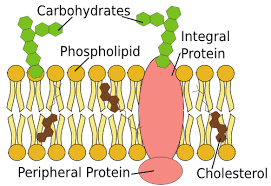 Carbohydrates
Phospholipid
Integral
Protein
Peripheral Protein
Cholesterol